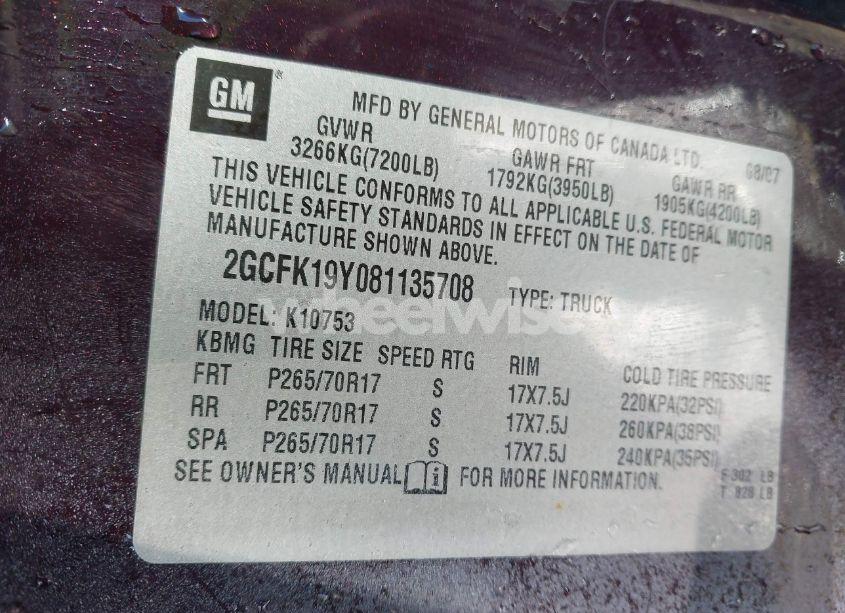 GM®
MFD BY GENERAL MOTORS OF CANADA LTD. 08/07
GVWR GAWR FRT GAWR RR
3266KG(7200LB) 1792KG(3950LB) 1905KG(4200LB)
THIS VEHICLE CONFORMS TO ALL APPLICABLE U.S. FEDERAL MOTOR
VEHICLE SAFETY STANDARDS IN EFFECT ON THE DATE OF
MANUFACTURE SHOWN ABOVE.
2GCFK19Y081135708 TYPE: TRUCK
MODEL: K10753
wheelwise
KBMG TIRE SIZE SPEED RTG RIM COLD TIRE PRESSURE
FRT P265/70R17 S 17X7.5J 220KPA(32PSI)
RR P265/70R17 S 17X7.5J 260KPA(38PSI)
SPA P265/70R17 S 17X7.5J 240KPA(35PSI)
SEE OWNER'S MANUAL i FOR MORE INFORMATION.
F 302 LB
T 828 LB